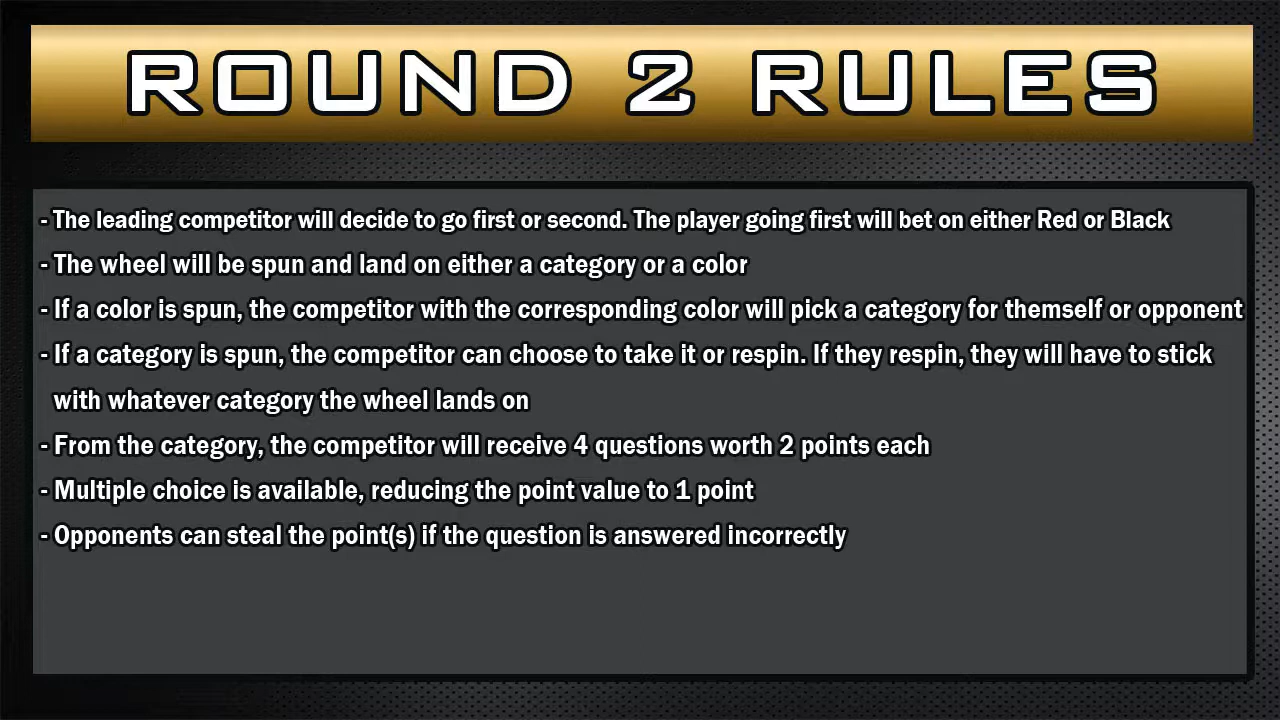 ROUND 2 RULES
- The leading competitor will decide to go first or second. The player going first will bet on either Red or Black
- The wheel will be spun and land on either a category or a color
- If a color is spun, the competitor with the corresponding color will pick a category for themself or opponent
- If a category is spun, the competitor can choose to take it or respin. If they respin, they will have to stick
with whatever category the wheel lands on
- From the category, the competitor will receive 4 questions worth 2 points each
- Multiple choice is available, reducing the point value to 1 point
- Opponents can steal the point(s) if the question is answered incorrectly